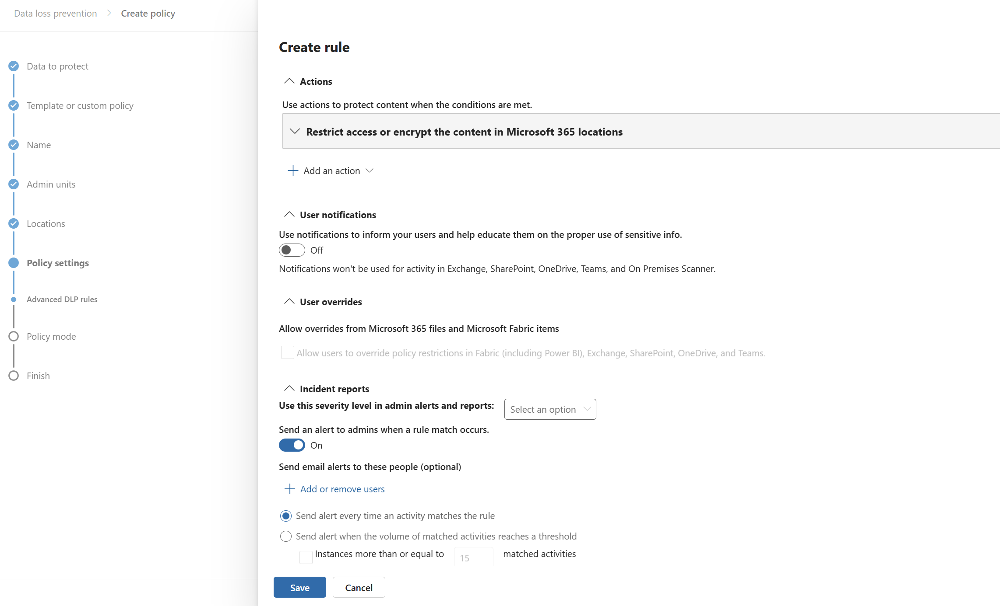 Data loss prevention > Create policy
Data to protect
Template or custom policy
Name
Admin units
Locations
Policy settings
Advanced DLP rules
Policy mode
Finish
Create rule
Actions
Use actions to protect content when the conditions are met.
Restrict access or encrypt the content in Microsoft 365 locations
Add an action
User notifications
Use notifications to inform your users and help educate them on the proper use of sensitive info.
Off
Notifications won't be used for activity in Exchange, SharePoint, OneDrive, Teams, and On Premises Scanner.
User overrides
Allow overrides from Microsoft 365 files and Microsoft Fabric items
Allow users to override policy restrictions in Fabric (including Power BI), Exchange, SharePoint, OneDrive, and Teams.
Incident reports
Use this severity level in admin alerts and reports: Select an option
Send an alert to admins when a rule match occurs.
On
Send email alerts to these people (optional)
Add or remove users
Send alert every time an activity matches the rule
Send alert when the volume of matched activities reaches a threshold
Instances more than or equal to 15 matched activities
Save Cancel